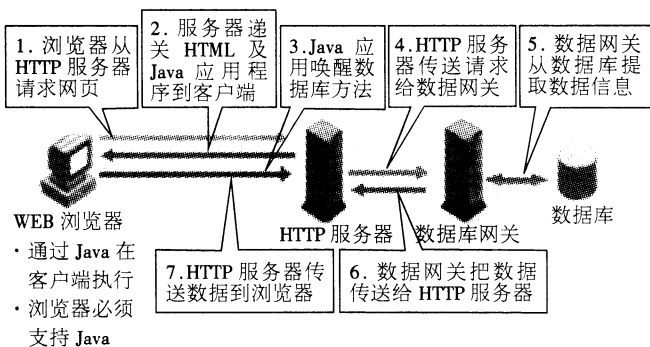 1. 浏览器从
HTTP 服务器
请求网页
2. 服务器递
关 HTML 及
Java 应用程
序到客户端
3.Java 应
用唤醒数
据库方法
4.HTTP 服务
器传送请求
给数据网关
5. 数据网关
从数据库提
取数据信息
WEB 浏览器
· 通过 Java 在
客户端执行
· 浏览器必须
支持 Java
HTTP 服务器
数据库网关
数据库
7.HTTP 服务器传
送数据到浏览器
6. 数据网关把数据
传送给 HTTP 服务器